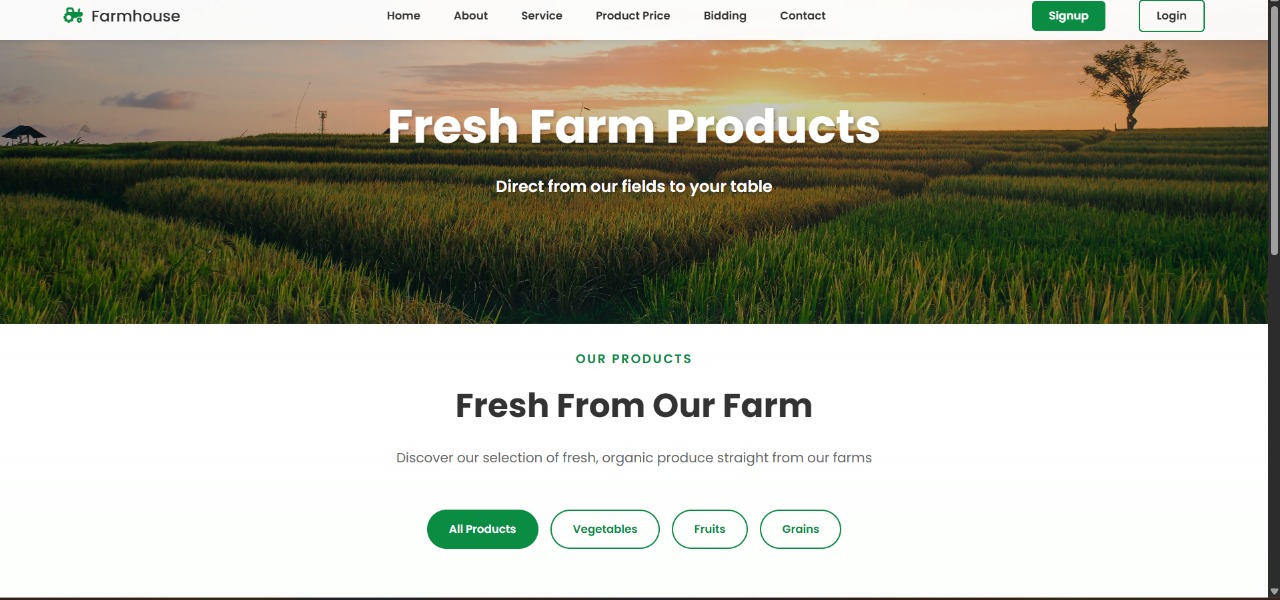 Farmhouse Home About Service Product Price Bidding Contact Signup Login
Fresh Farm Products
Direct from our fields to your table
OUR PRODUCTS
Fresh From Our Farm
Discover our selection of fresh, organic produce straight from our farms
All Products Vegetables Fruits Grains